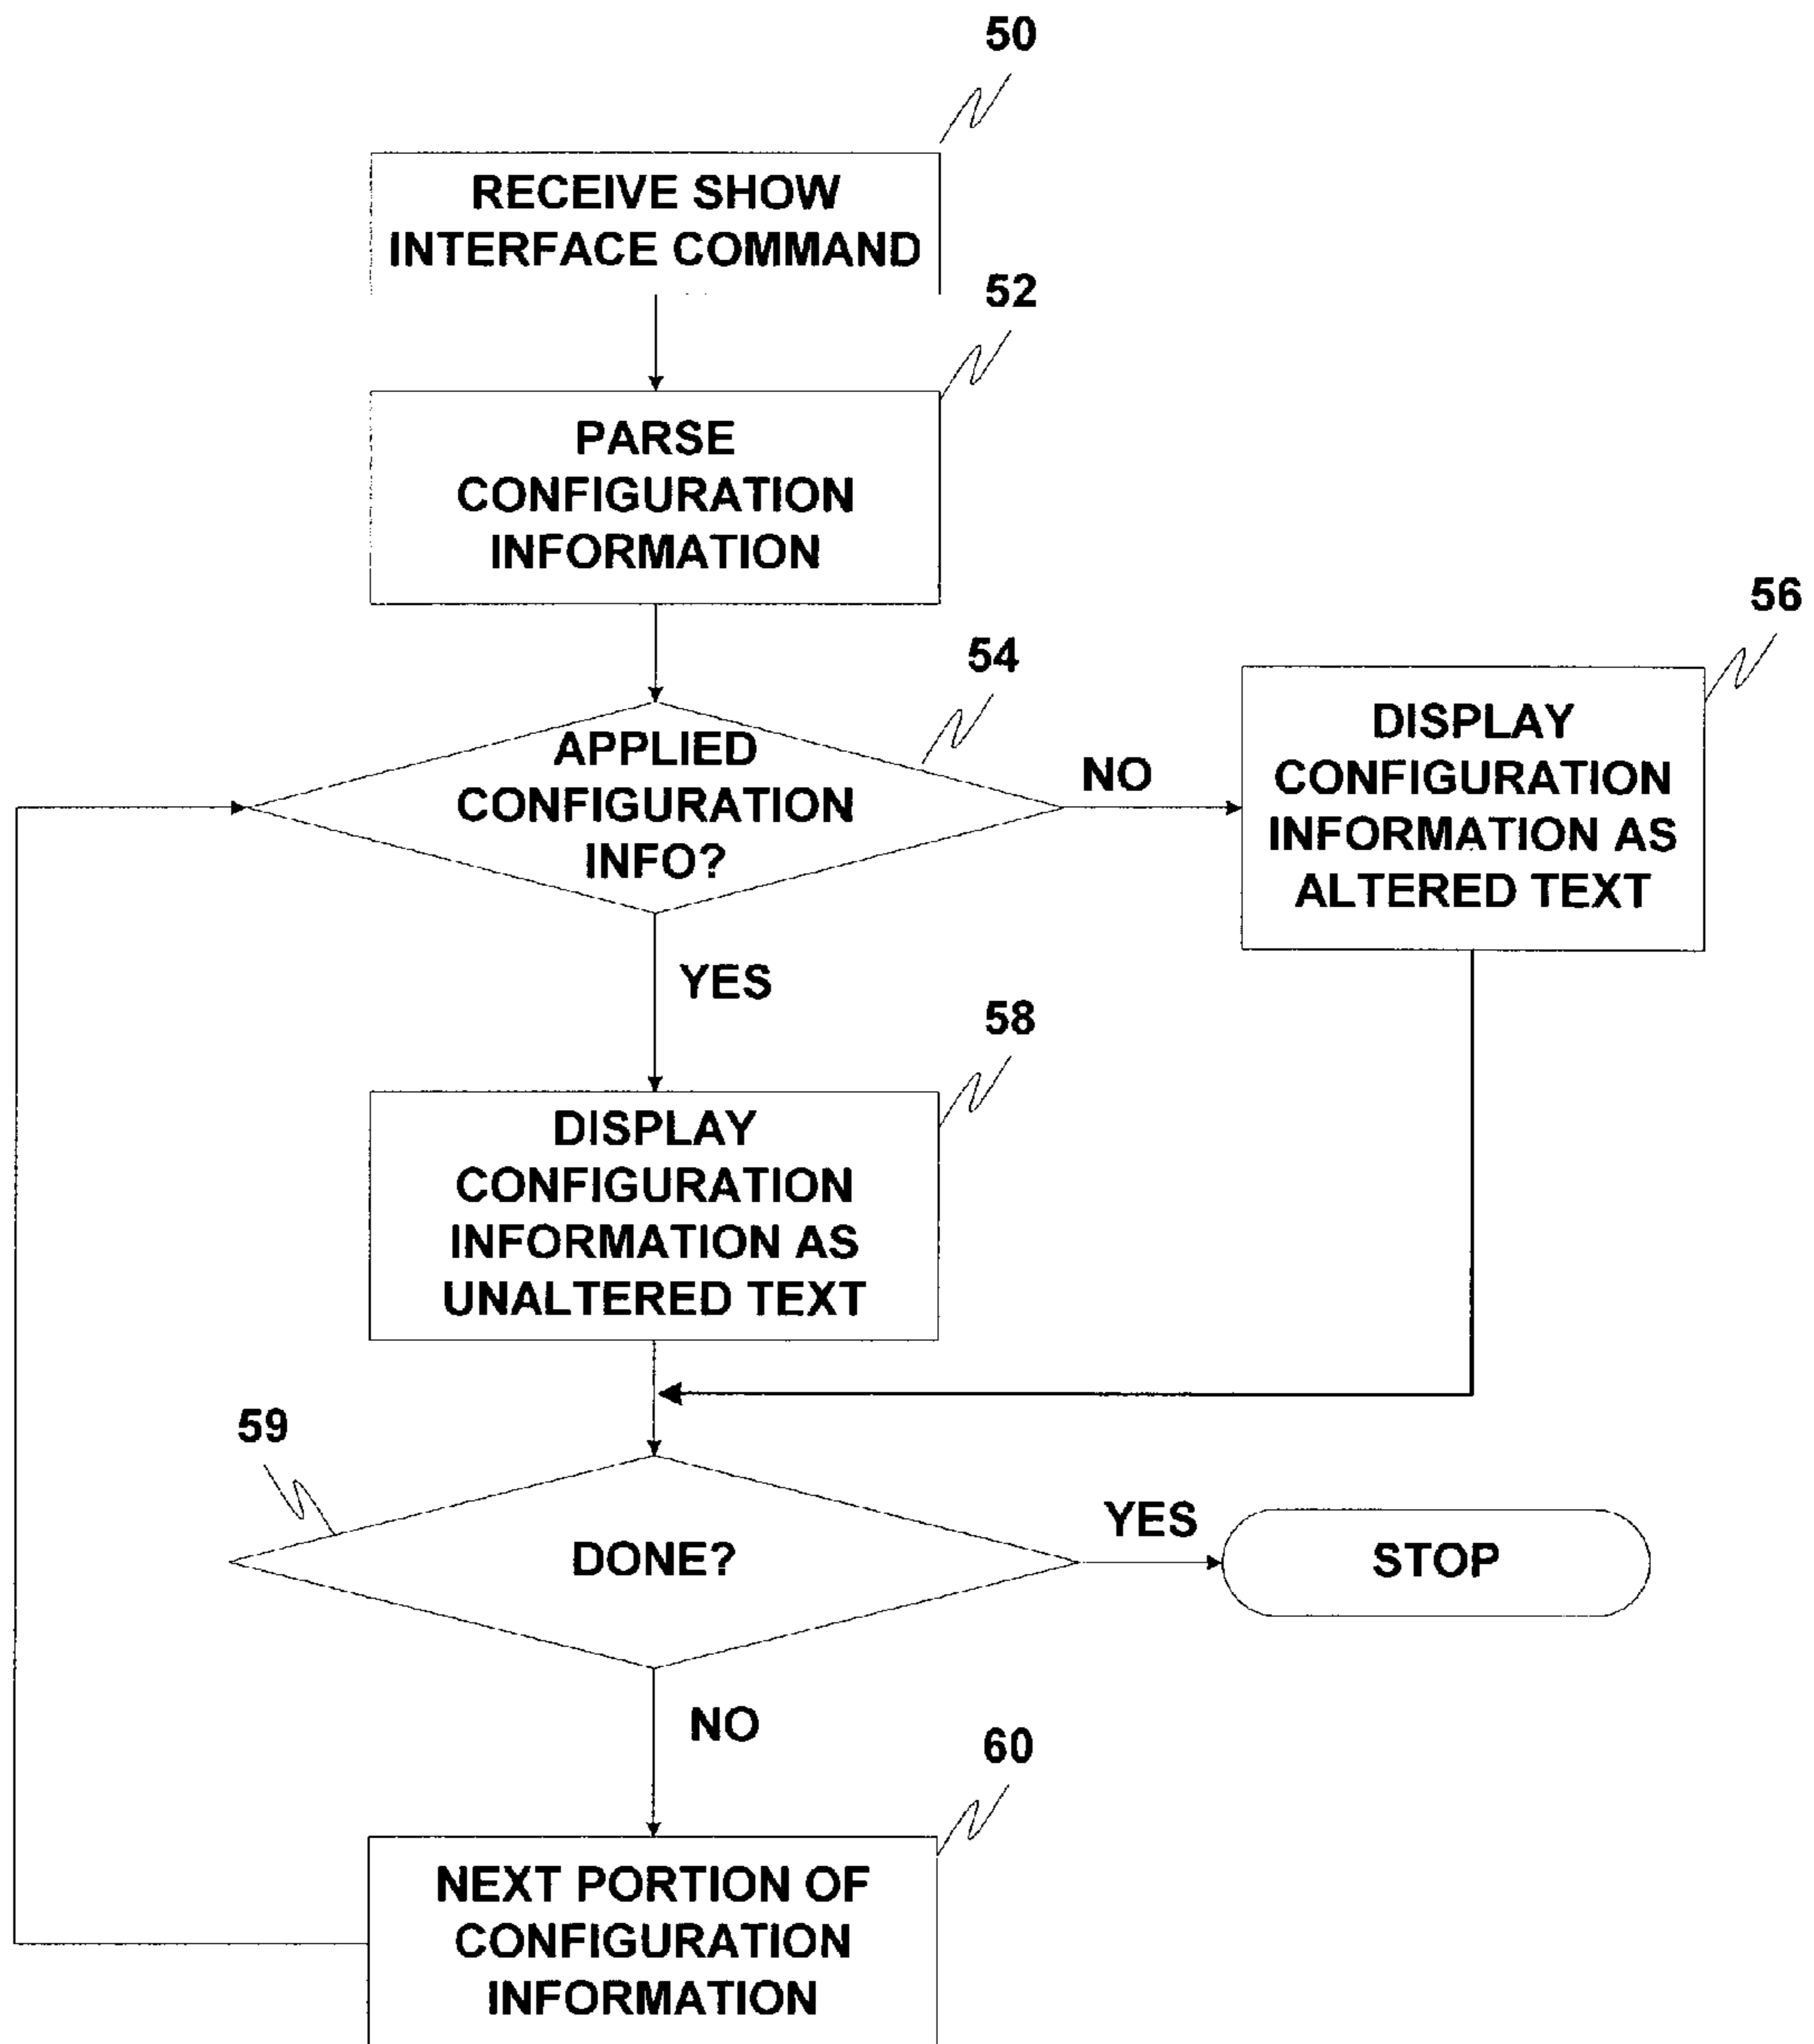 50
RECEIVE SHOW
INTERFACE COMMAND
52
PARSE
CONFIGURATION
INFORMATION
54
APPLIED
CONFIGURATION
INFO?
NO
56
DISPLAY
CONFIGURATION
INFORMATION AS
ALTERED TEXT
YES
58
DISPLAY
CONFIGURATION
INFORMATION AS
UNALTERED TEXT
59
DONE?
YES
STOP
NO
60
NEXT PORTION OF
CONFIGURATION
INFORMATION